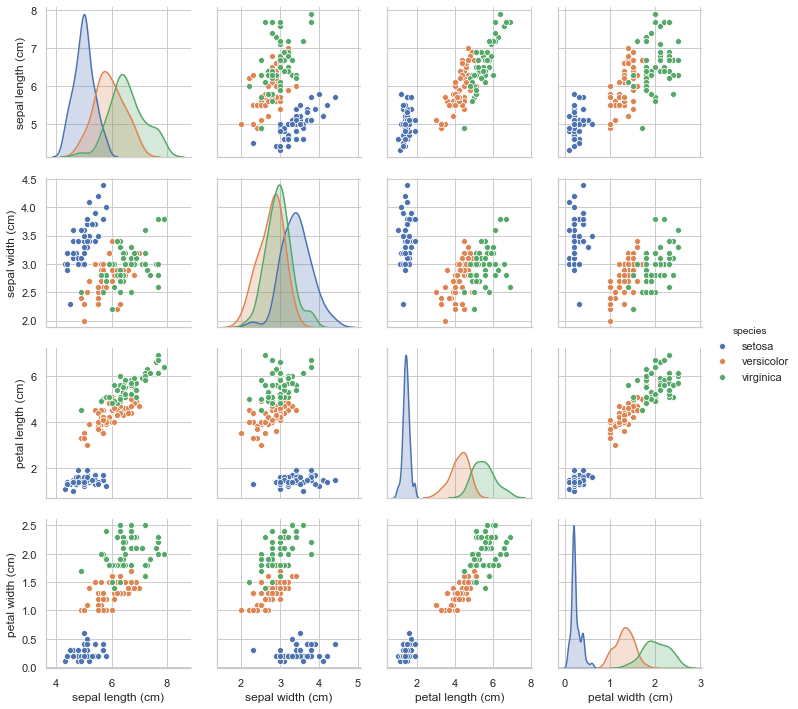 8
7
6
5
sepal length (cm)
4.5
4.0
3.5
3.0
2.5
2.0
sepal width (cm)
species
setosa
versicolor
virginica
6
4
2
petal length (cm)
2.5
2.0
1.5
1.0
0.5
0.0
petal width (cm)
4 6 8
sepal length (cm)
2 3 4 5
sepal width (cm)
2 4 6 8
petal length (cm)
0 1 2 3
petal width (cm)